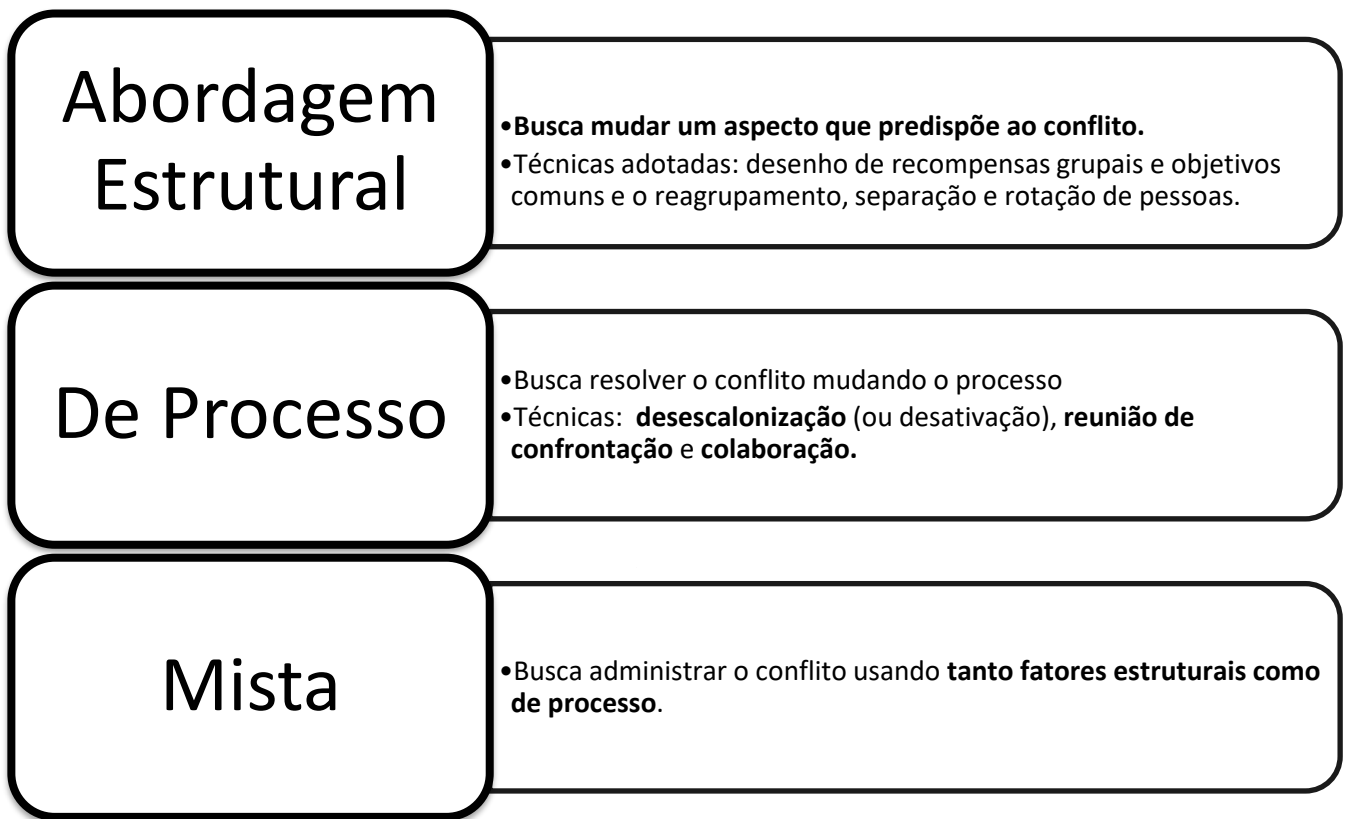 Abordagem
Estrutural
•Busca mudar um aspecto que predispõe ao conflito.
•Técnicas adotadas: desenho de recompensas grupais e objetivos
comuns e o reagrupamento, separação e rotação de pessoas.
De Processo
•Busca resolver o conflito mudando o processo
•Técnicas: desescalonização (ou desativação), reunião de
confrontação e colaboração.
Mista
•Busca administrar o conflito usando tanto fatores estruturais como
de processo.